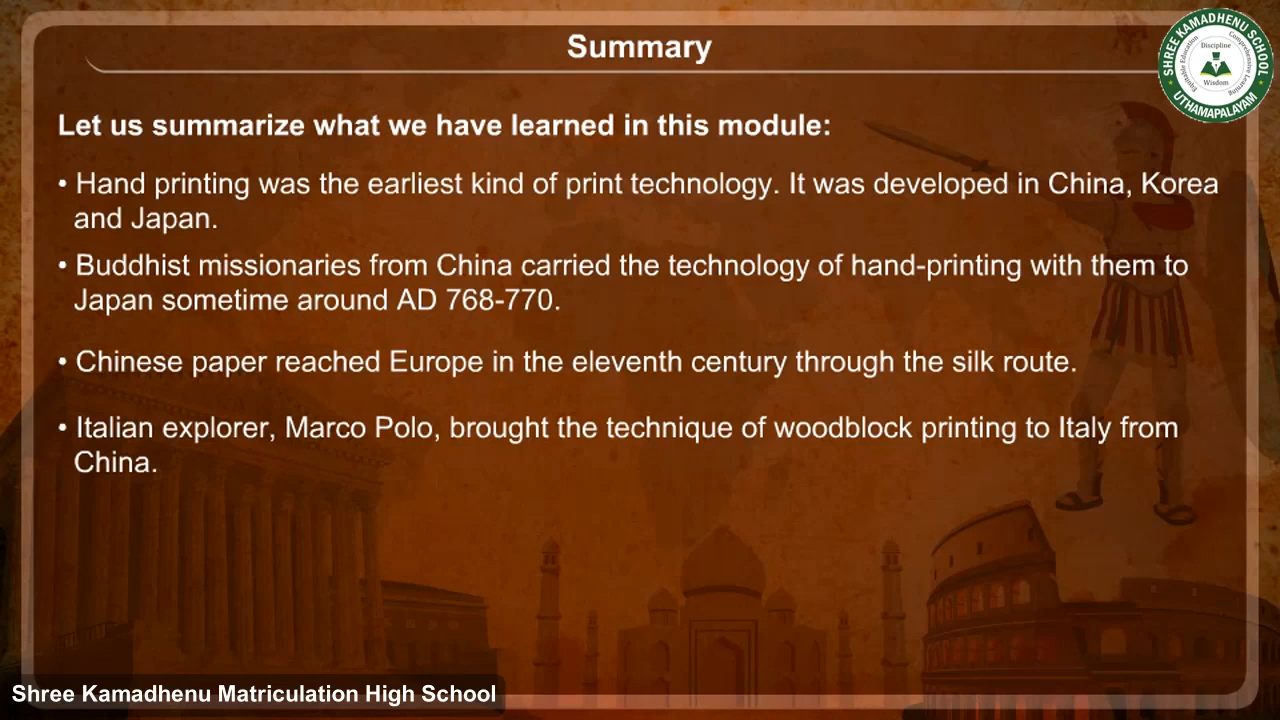 Summary
SHREE KAMADHENU SCHOOL
Discipline
Equitable Education
Comprehensive Learning
Wisdom
UTHAMAPALAYAM
Let us summarize what we have learned in this module:
• Hand printing was the earliest kind of print technology. It was developed in China, Korea
and Japan.
• Buddhist missionaries from China carried the technology of hand-printing with them to
Japan sometime around AD 768-770.
• Chinese paper reached Europe in the eleventh century through the silk route.
• Italian explorer, Marco Polo, brought the technique of woodblock printing to Italy from
China.
Shree Kamadhenu Matriculation High School